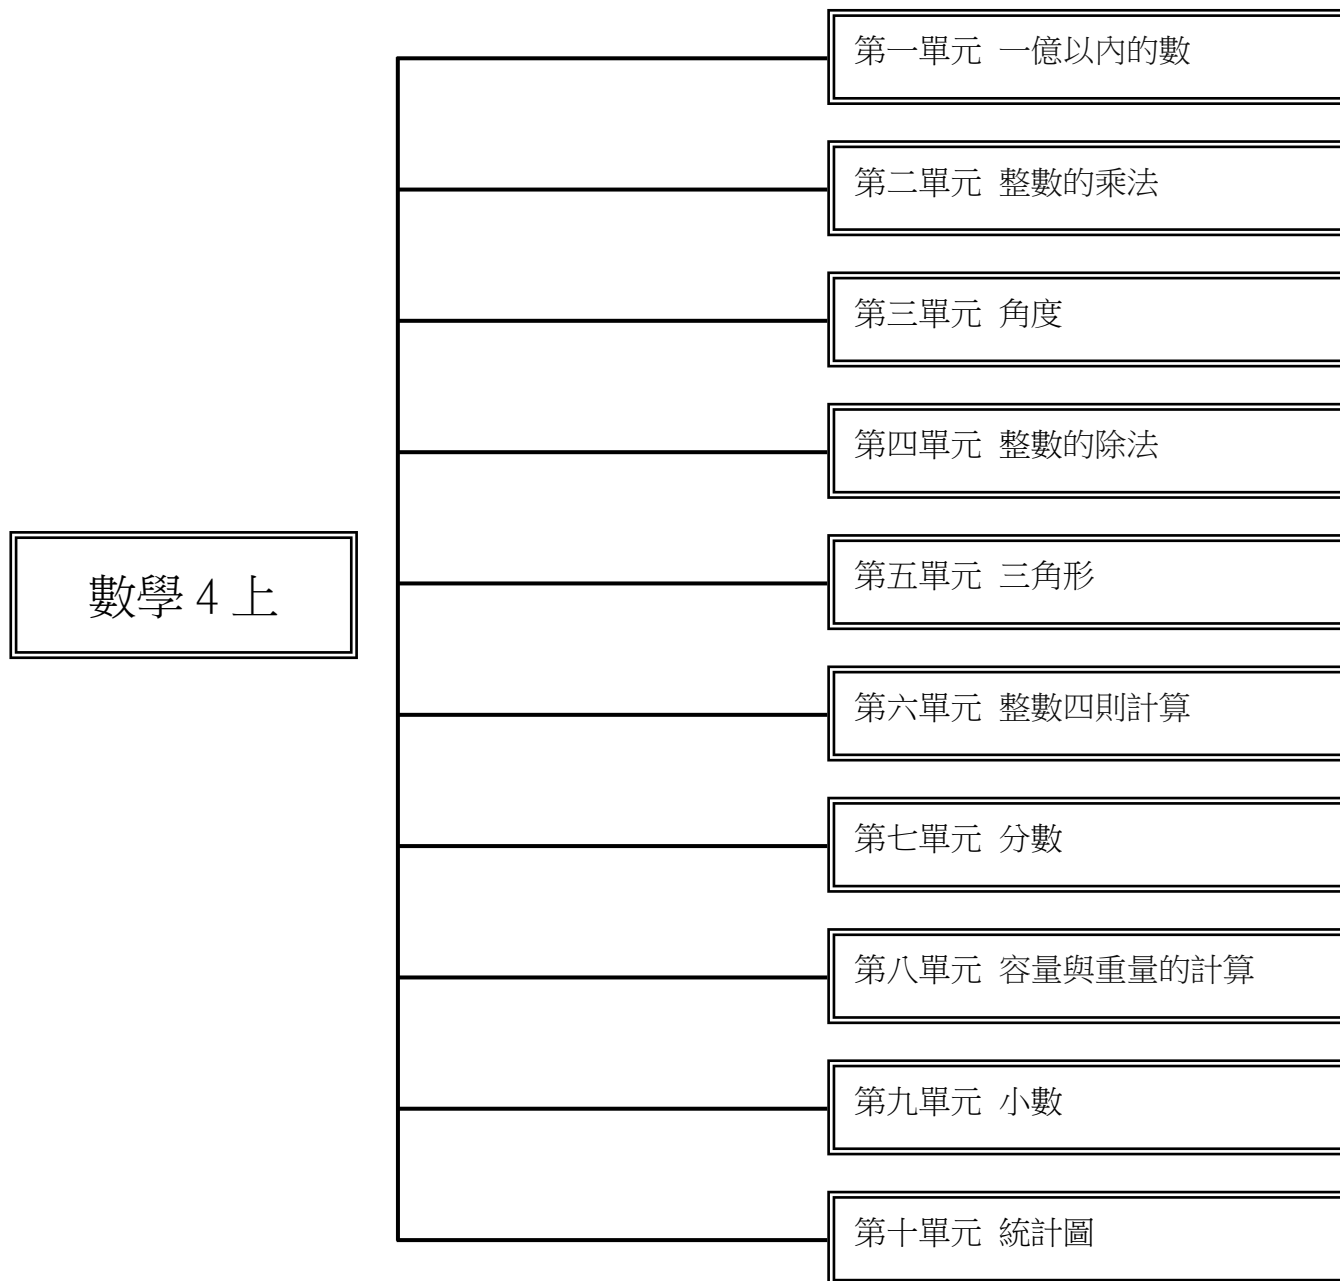 第一單元 一億以內的數
第二單元 整數的乘法
第三單元 角度
第四單元 整數的除法
數學 4 上
第五單元 三角形
第六單元 整數四則計算
第七單元 分數
第八單元 容量與重量的計算
第九單元 小數
第十單元 統計圖